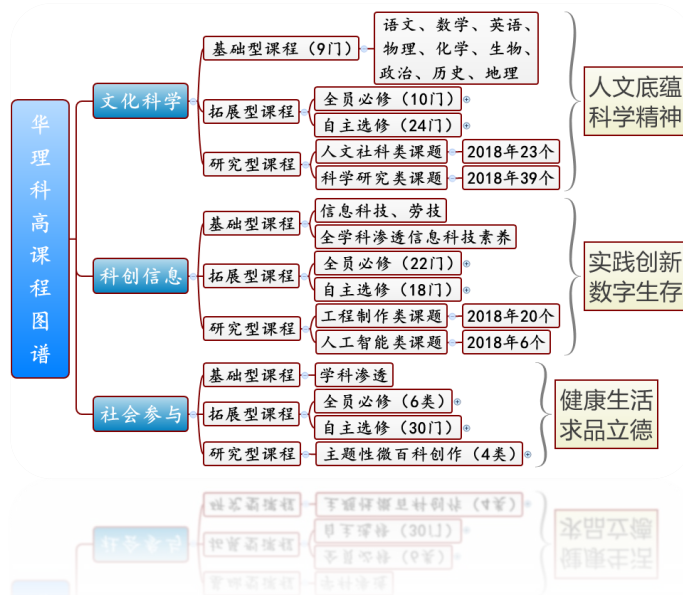 华理科高课程图谱
文化科学
基础型课程（9门）
语文、数学、英语、
物理、化学、生物、
政治、历史、地理
拓展型课程
全员必修（10门）
自主选修（24门）
研究型课程
人文社科类课题
2018年23个
科学研究类课题
2018年39个
人文底蕴
科学精神
科创信息
基础型课程
信息科技、劳技
全学科渗透信息科技素养
拓展型课程
全员必修（22门）
自主选修（18门）
研究型课程
工程制作类课题
2018年20个
人工智能类课题
2018年6个
实践创新
数字生存
社会参与
基础型课程
学科渗透
拓展型课程
全员必修（6类）
自主选修（30门）
研究型课程
主题性微百科创作（4类）
健康生活
求品立德